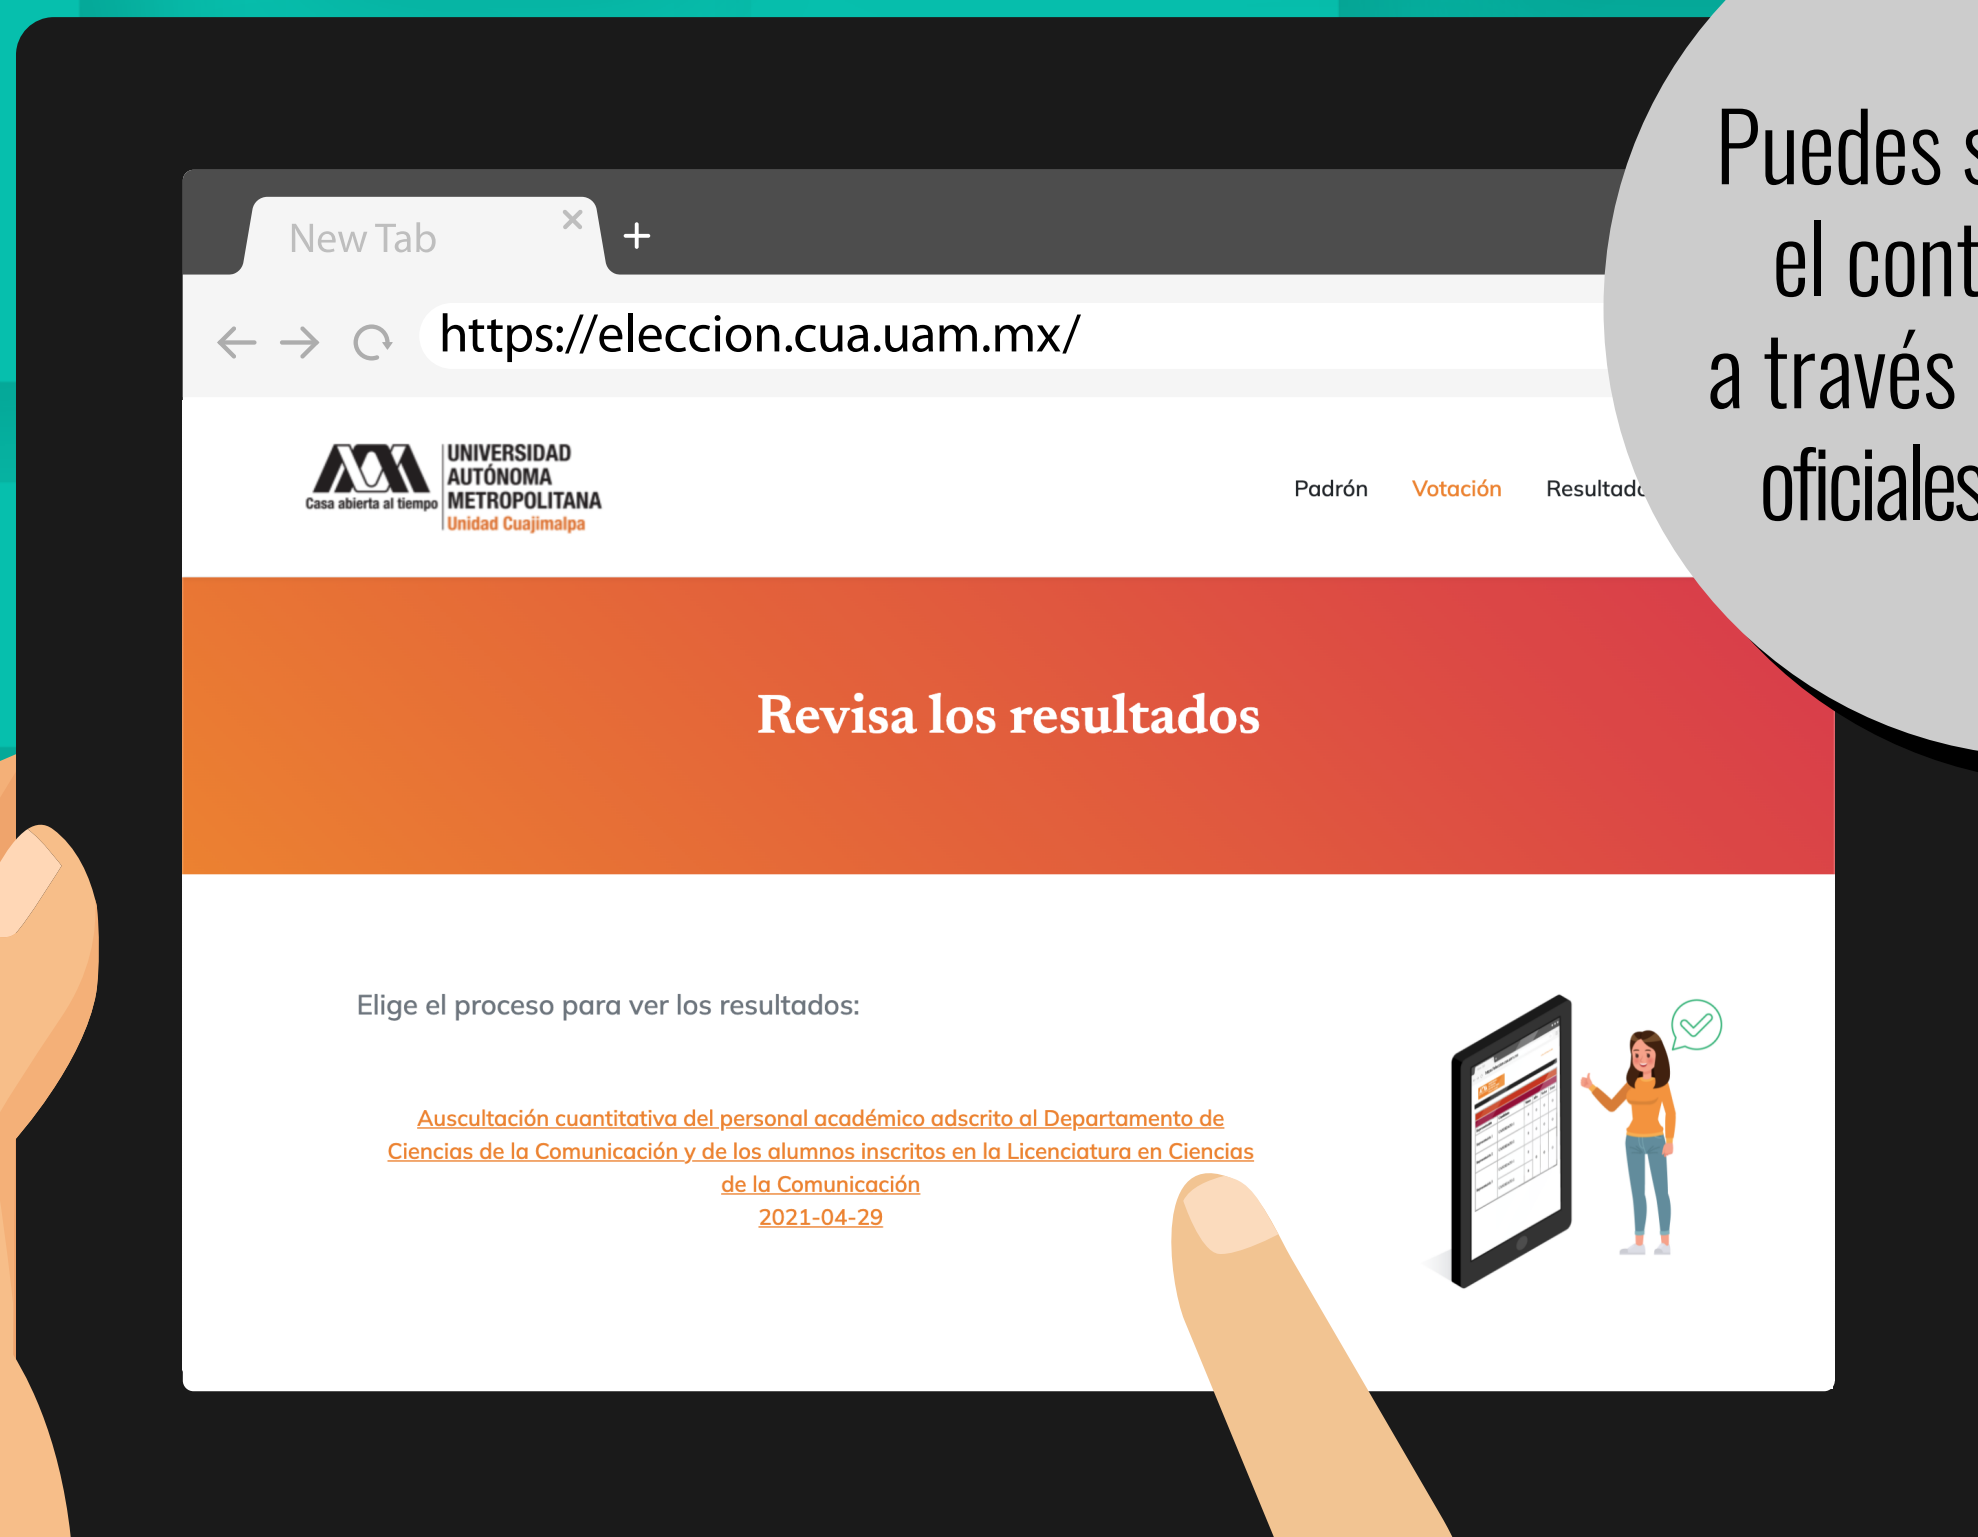 New Tab
https://eleccion.cua.uam.mx/
Casa abierta al tiempo
UNIVERSIDAD
AUTÓNOMA
METROPOLITANA
Unidad Cuajimalpa
Padrón Votación
Puedes
el
a través
oficiales
Revisa los resultados
Elige el proceso para ver los resultados:
Auscultación cuantitativa del personal académico adscrito al Departamento de
Ciencias de la Comunicación y de los alumnos inscritos en la Licenciatura en Ciencias
de la Comunicación
2021-04-29